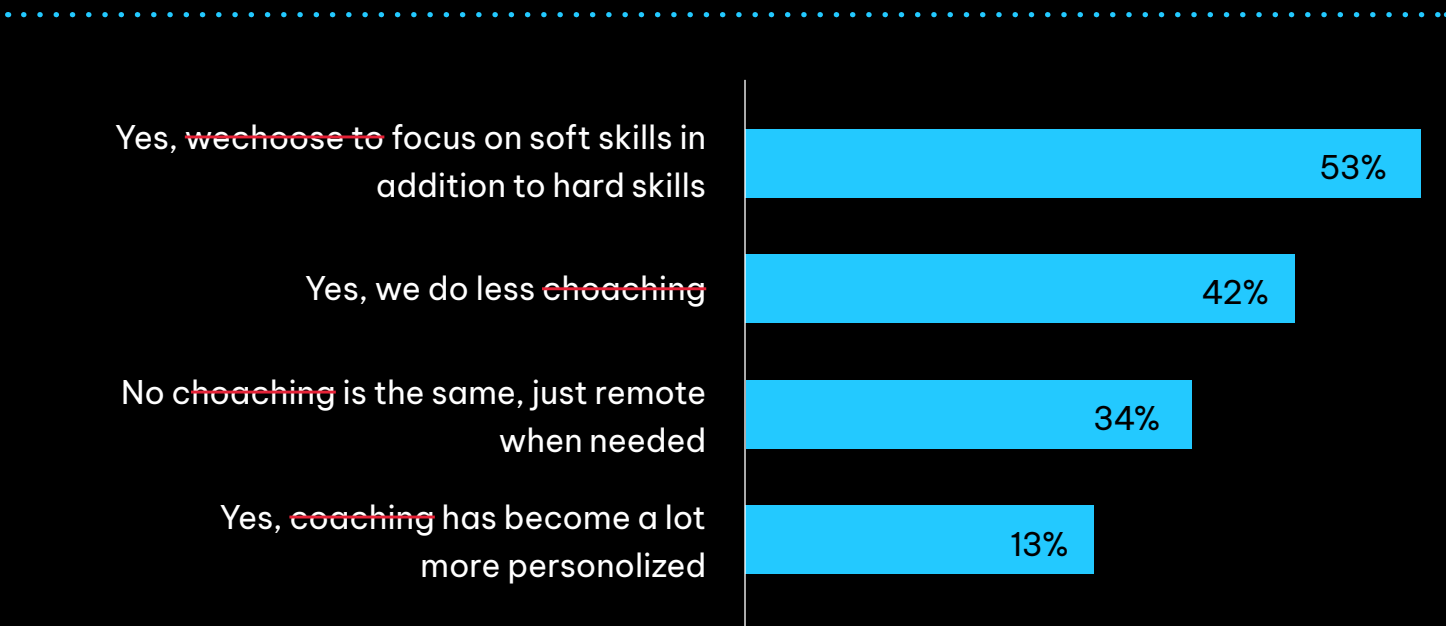 Yes, wechoose to focus on soft skills in
addition to hard skills
53%
Yes, we do less choaching
42%
No choaching is the same, just remote
when needed
34%
Yes, coaching has become a lot
more personolized
13%